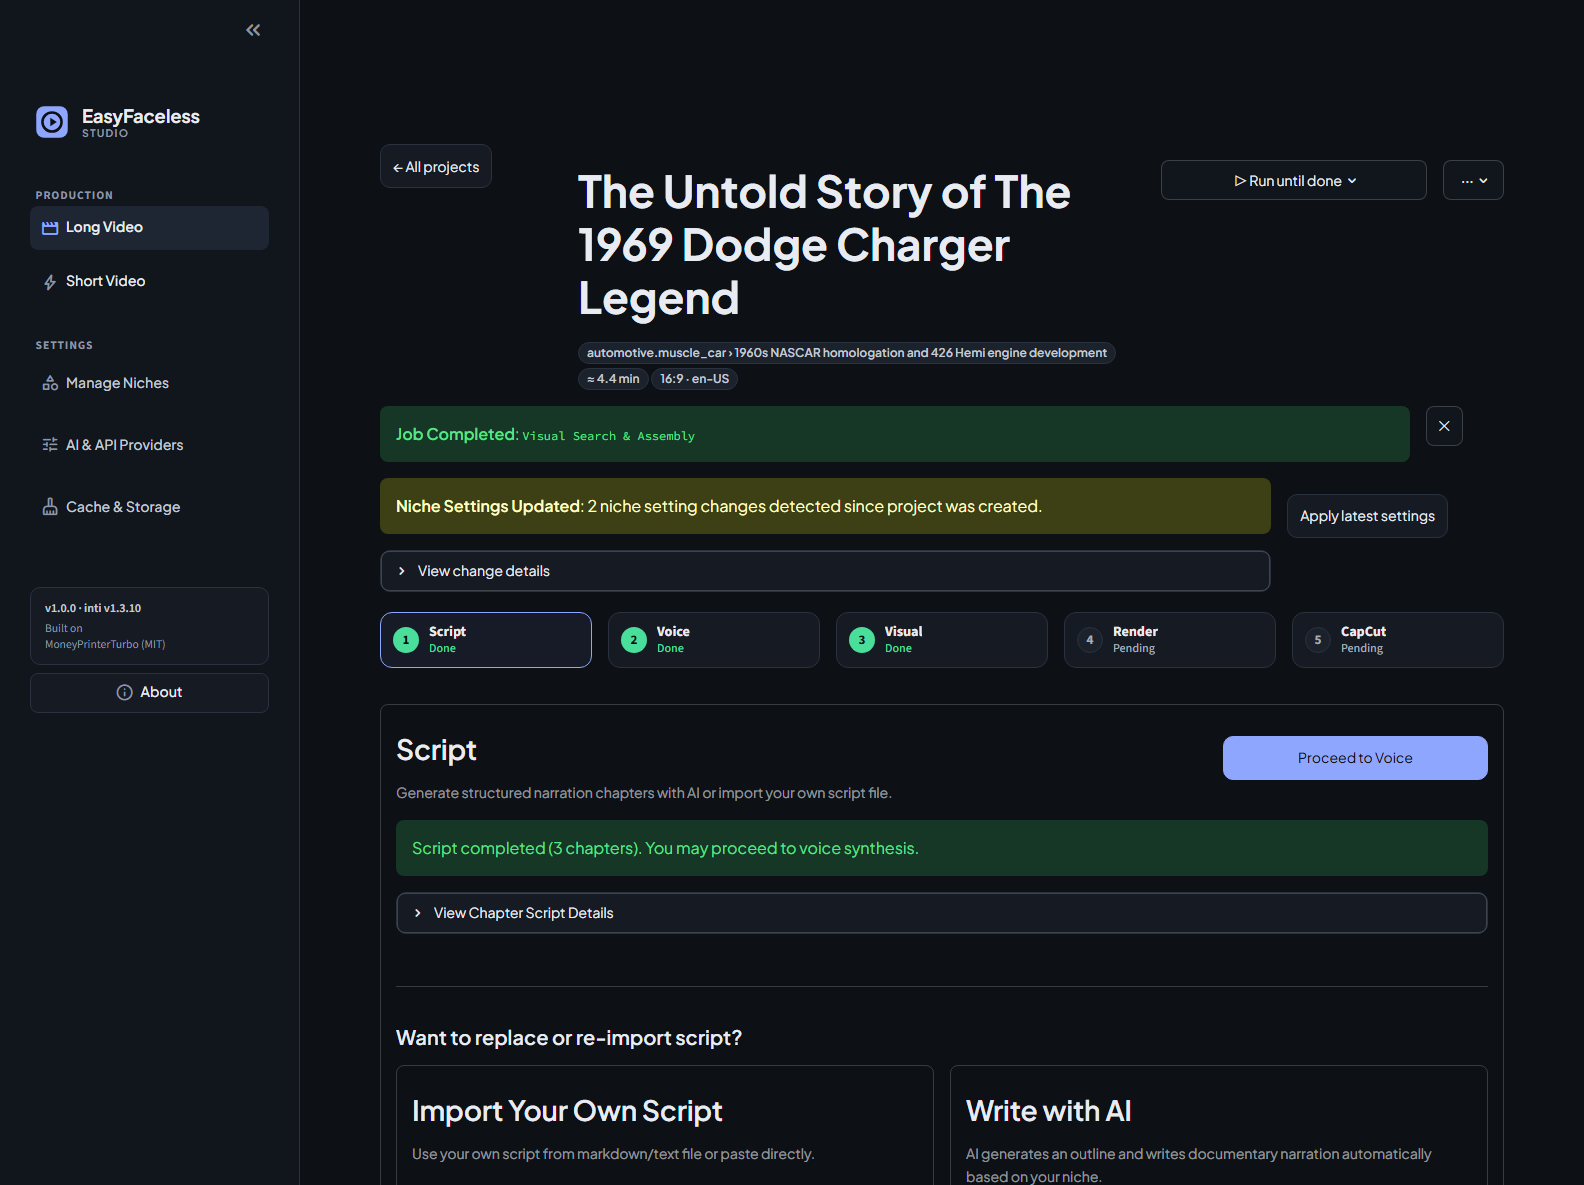 EasyFaceless
STUDIO
PRODUCTION
Long Video
Short Video
SETTINGS
Manage Niches
AI & API Providers
Cache & Storage
v1.0.0 · inti v1.3.10
Built on
MoneyPrinterTurbo (MIT)
About
← All projects
The Untold Story of The
1969 Dodge Charger
Legend
▷ Run until done
...
automotive.muscle_car › 1960s NASCAR homologation and 426 Hemi engine development
≈ 4.4 min
16:9 · en-US
Job Completed: Visual Search & Assembly
Niche Settings Updated: 2 niche setting changes detected since project was created.
Apply latest settings
View change details
1
Script
Done
2
Voice
Done
3
Visual
Done
4
Render
Pending
5
CapCut
Pending
Script
Proceed to Voice
Generate structured narration chapters with AI or import your own script file.
Script completed (3 chapters). You may proceed to voice synthesis.
View Chapter Script Details
Want to replace or re-import script?
Import Your Own Script
Use your own script from markdown/text file or paste directly.
Write with AI
AI generates an outline and writes documentary narration automatically
based on your niche.